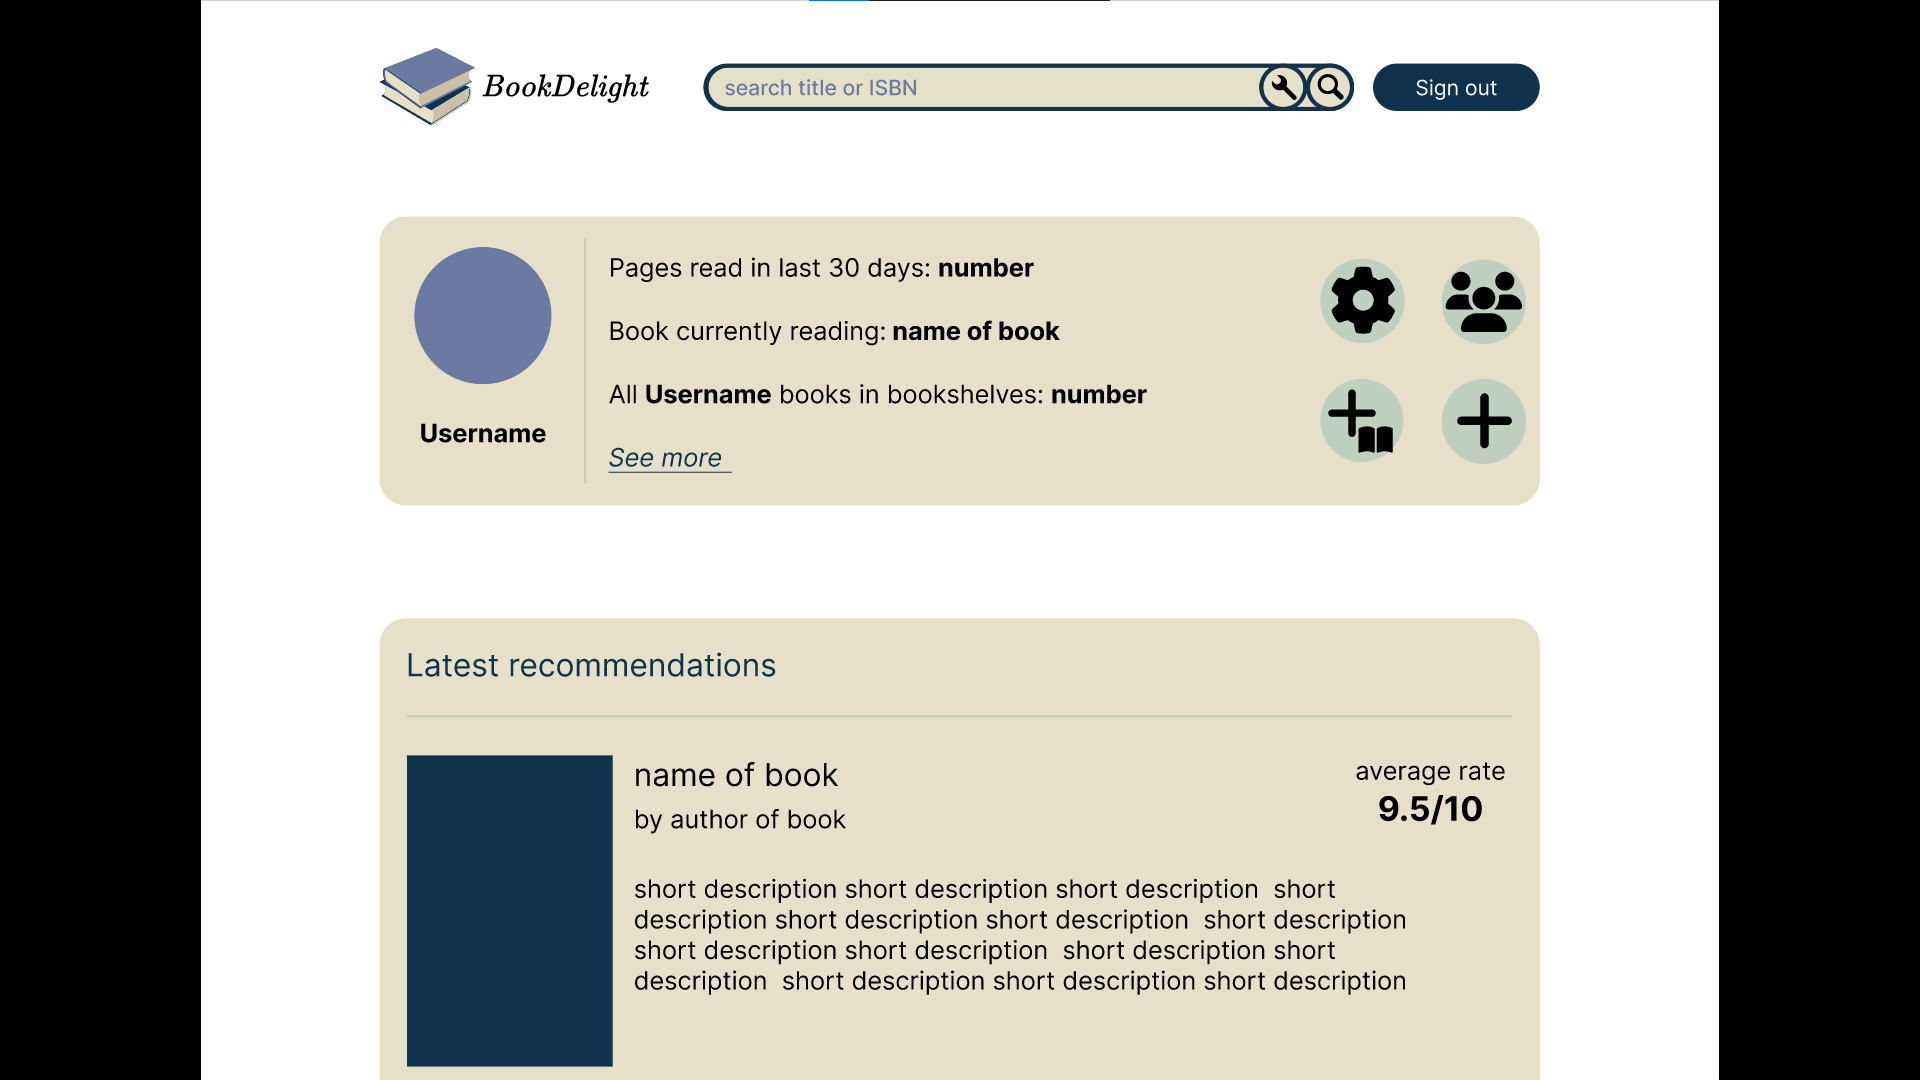 BookDelight
search title or ISBN
Sign out
Pages read in last 30 days: number
Book currently reading: name of book
All Username books in bookshelves: number
Username
See more
Latest recommendations
name of book
by author of book
average rate
9.5/10
short description short description short description  short
description short description short description  short description
short description short description  short description short
description  short description short description short description